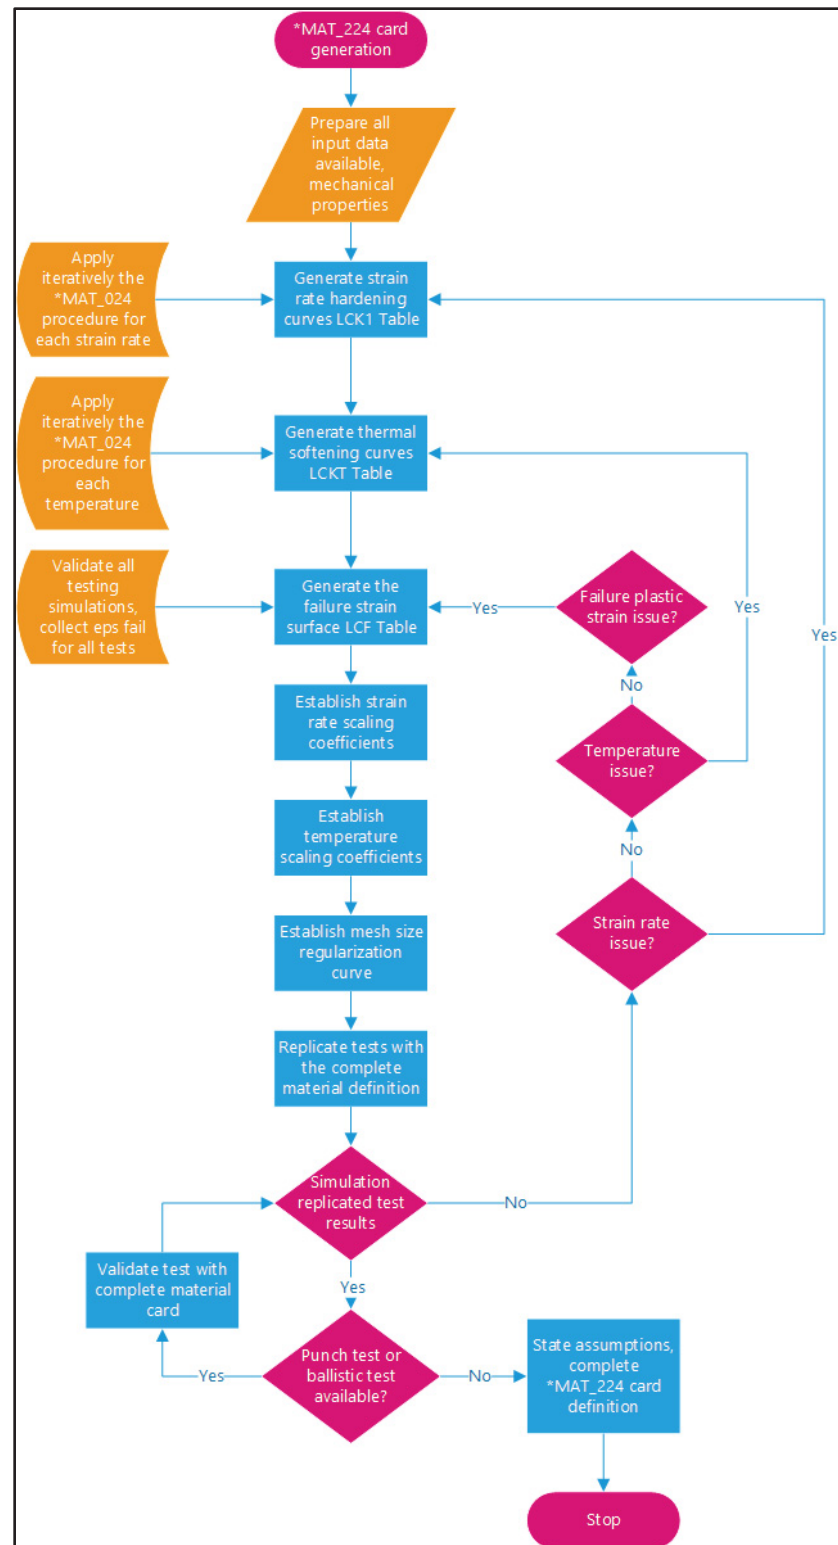 *MAT_224 card
generation
Prepare all
input data
available,
mechanical
properties
Apply
iteratively the
*MAT_024
procedure for
each strain rate
Generate strain
rate hardening
curves LCK1 Table
Apply
iteratively the
*MAT_024
procedure for
each
temperature
Generate thermal
softening curves
LCKT Table
Validate all
testing
simulations,
collect eps fail
for all tests
Generate the
failure strain
surface LCF Table
Yes
Failure plastic
strain issue?
Yes
Yes
No
Establish strain
rate scaling
coefficients
Temperature
issue?
Establish
temperature
scaling coefficients
No
Establish mesh size
regularization
curve
Strain rate
issue?
Replicate tests with
the complete
material definition
Simulation
replicated test
results
No
Validate test with
complete material
card
Yes
Punch test or
ballistic test
available?
Yes
No
State assumptions,
complete
*MAT_224 card
definition
Stop